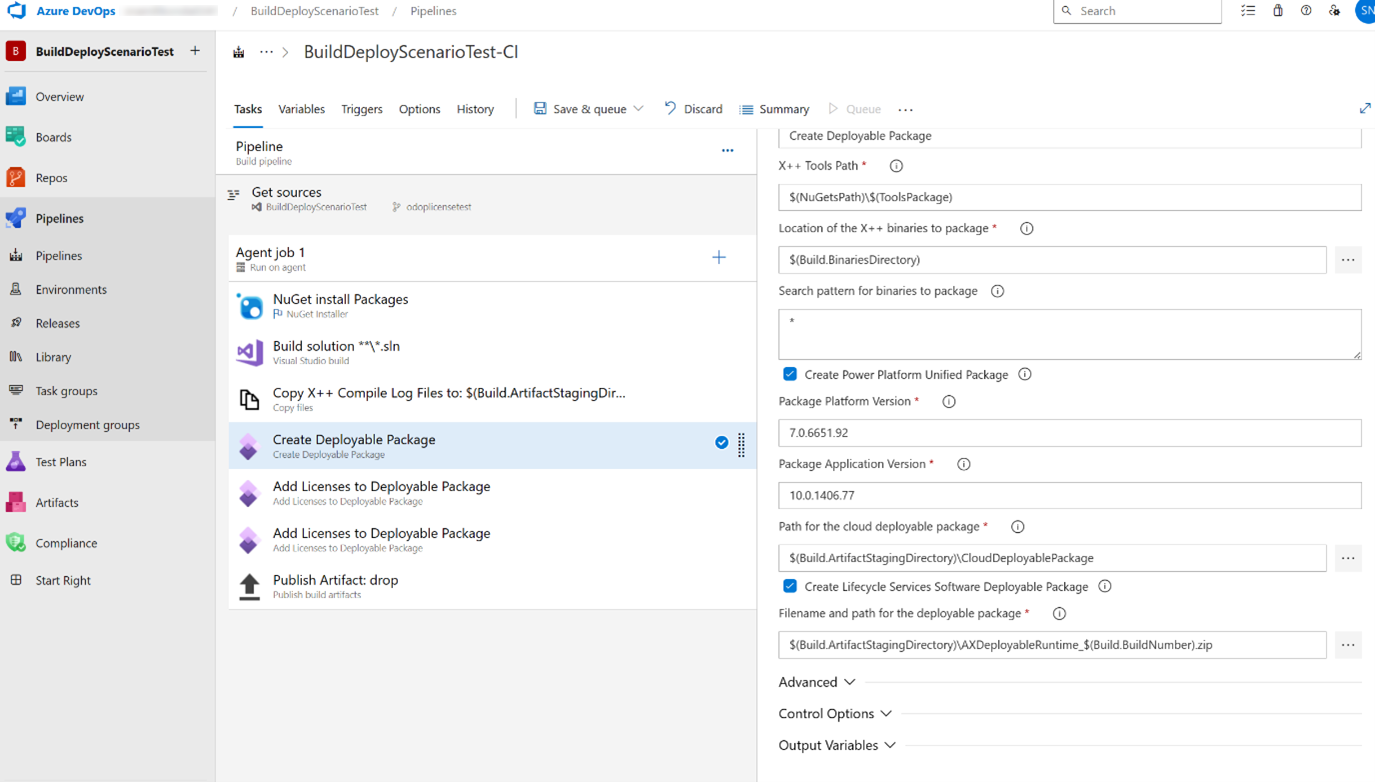 Azure DevOps / BuildDeployScenarioTest / Pipelines
Search
SN
B BuildDeployScenarioTest
Overview
Boards
Repos
Pipelines
Pipelines
Environments
Releases
Library
Task groups
Deployment groups
Test Plans
Artifacts
Compliance
Start Right
... > BuildDeployScenarioTest-CI
Tasks Variables Triggers Options History Save & queue Discard Summary Queue ...
Pipeline
Build pipeline
Get sources
BuildDeployScenarioTest odoplicensetest
Agent job 1
Run on agent
NuGet install Packages
NuGet Installer
Build solution **\*.sln
Visual Studio build
Copy X++ Compile Log Files to: $(Build.ArtifactStagingDir...
Copy files
Create Deployable Package
Create Deployable Package
Add Licenses to Deployable Package
Add Licenses to Deployable Package
Add Licenses to Deployable Package
Add Licenses to Deployable Package
Publish Artifact: drop
Publish build artifacts
Create Deployable Package
X++ Tools Path *
$(NuGetsPath)\$(ToolsPackage)
Location of the X++ binaries to package *
$(Build.BinariesDirectory)
Search pattern for binaries to package
*
Create Power Platform Unified Package
Package Platform Version *
7.0.6651.92
Package Application Version *
10.0.1406.77
Path for the cloud deployable package *
$(Build.ArtifactStagingDirectory)\CloudDeployablePackage
Create Lifecycle Services Software Deployable Package
Filename and path for the deployable package *
$(Build.ArtifactStagingDirectory)\AXDeployableRuntime_$(Build.BuildNumber).zip
Advanced
Control Options
Output Variables